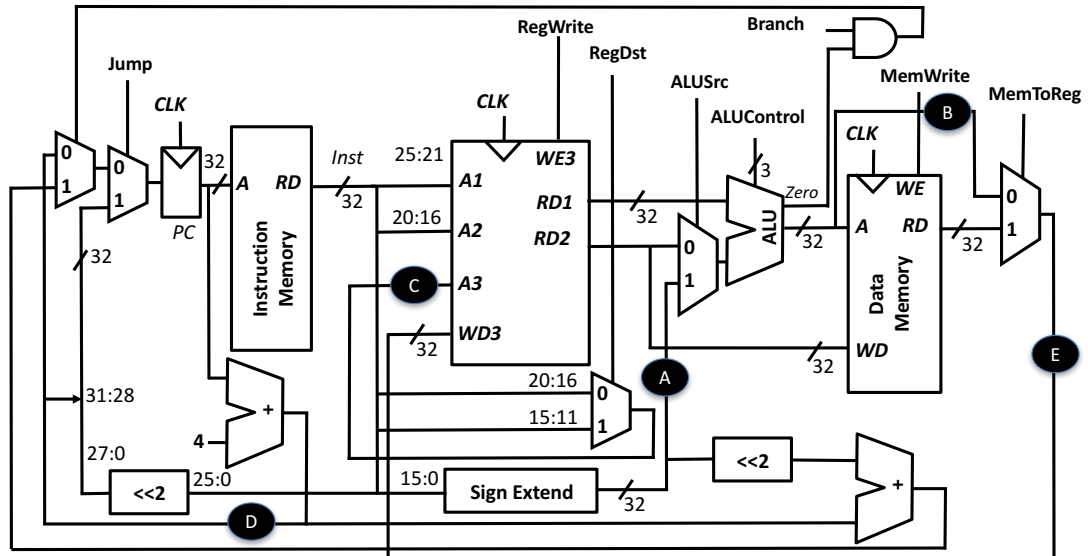 RegWrite
Branch
RegDst
Jump
ALUSrc
MemWrite
MemToReg
CLK
CLK
ALUControl
B
CLK
0
1
0
1
32
A
RD
Inst
32
25:21
A1
WE3
3
Zero
WE
0
1
PC
Instruction
Memory
20:16
A2
RD1
32
RD2
0
1
ALU
32
A
RD
32
Data
Memory
32
C
A3
WD3
32
32
WD
E
A
31:28
+
4
20:16
0
15:11
1
27:0
<<2
25:0
15:0
Sign Extend
32
<<2
+
D